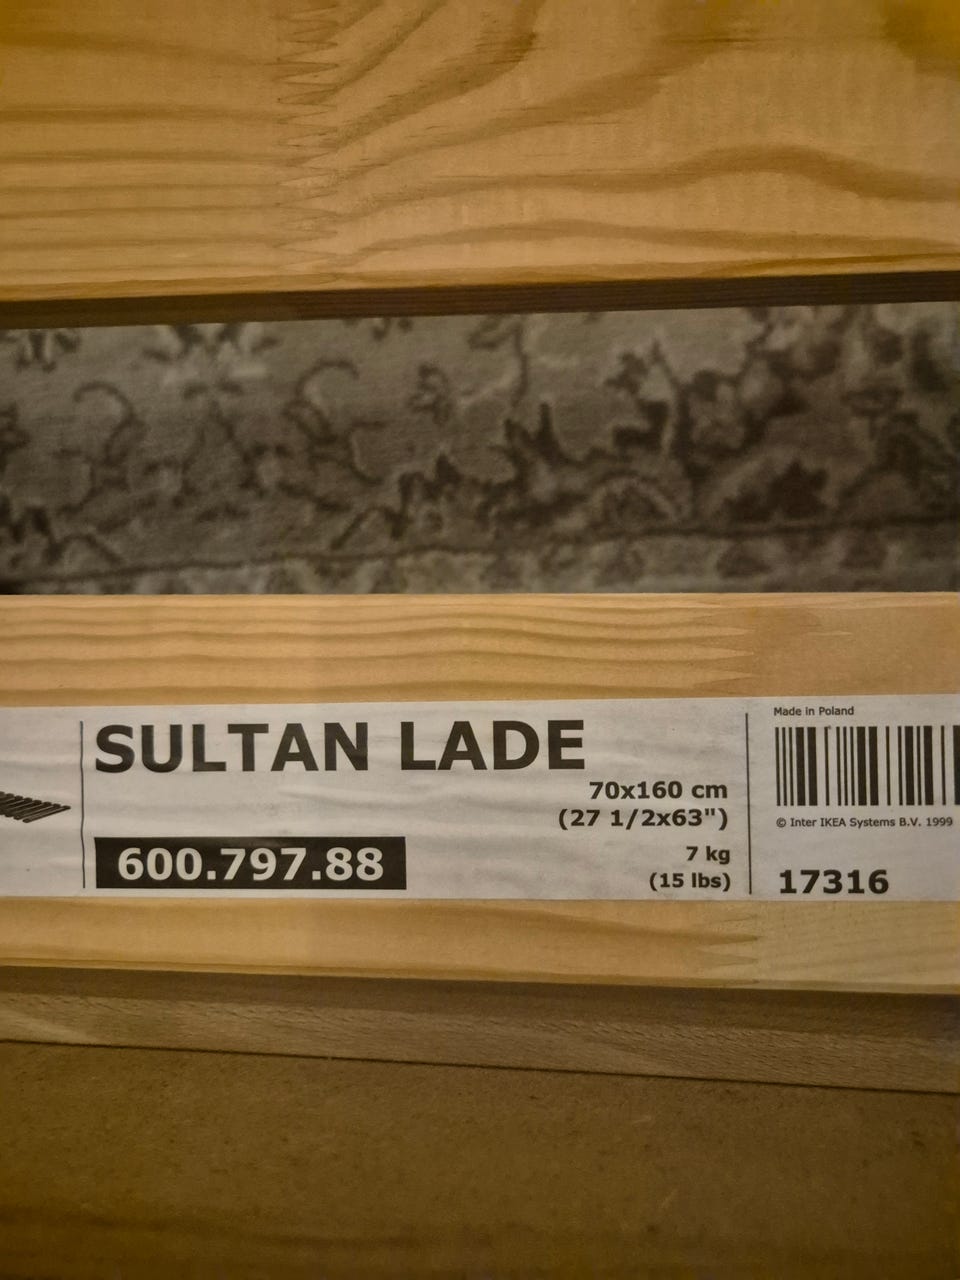 SULTAN LADE
70x160 cm
(27 1/2x63")
600.797.88
7 kg
(15 lbs)
Made in Poland
© Inter IKEA Systems B.V. 1999
17316